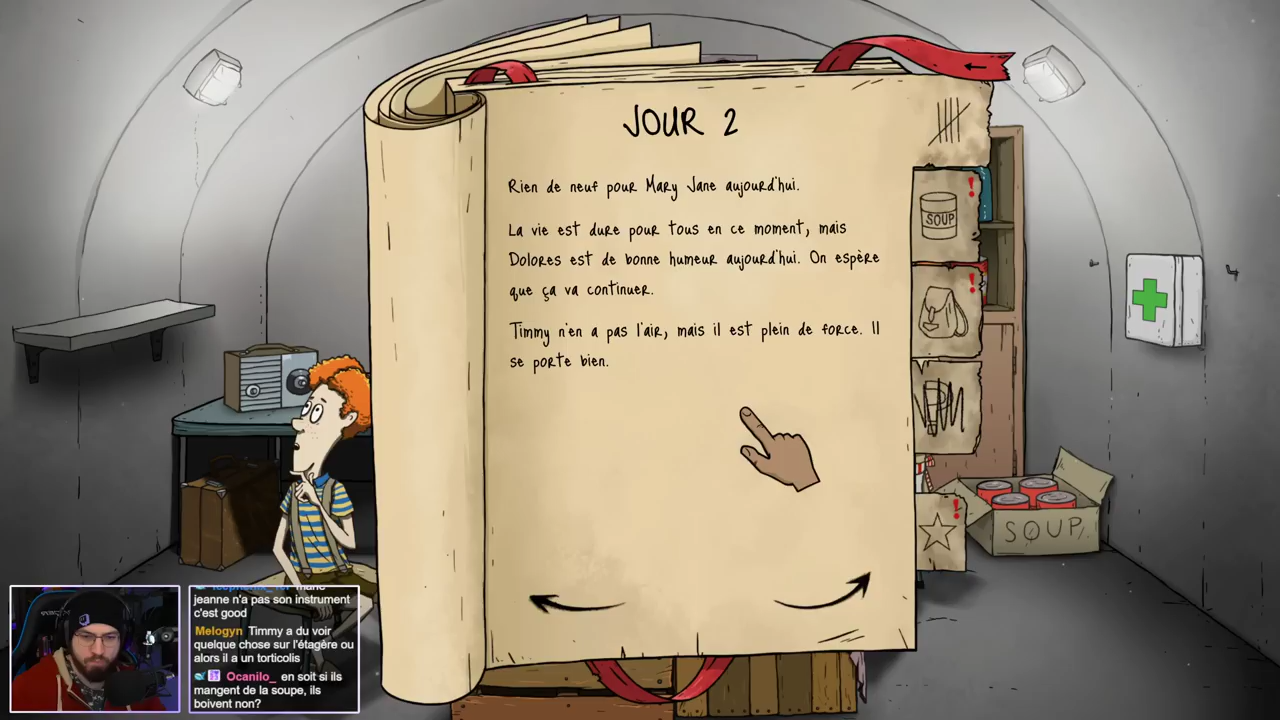 JOUR 2
Rien de neuf pour Mary Jane aujourd'hui.
La vie est dure pour tous en ce moment, mais
Dolores est de bonne humeur aujourd'hui. On espère
que ça va continuer.
Timmy n'en a pas l'air, mais il est plein de force. Il
se porte bien.
SOUP
SOUP
jeanne n'a pas son instrument
c'est good
Melogyn Timmy a du voir
quelque chose sur l'étagère ou
alors il a un torticolis
Ocanilo_ en soit si ils
mangent de la soupe, ils
boivent non?